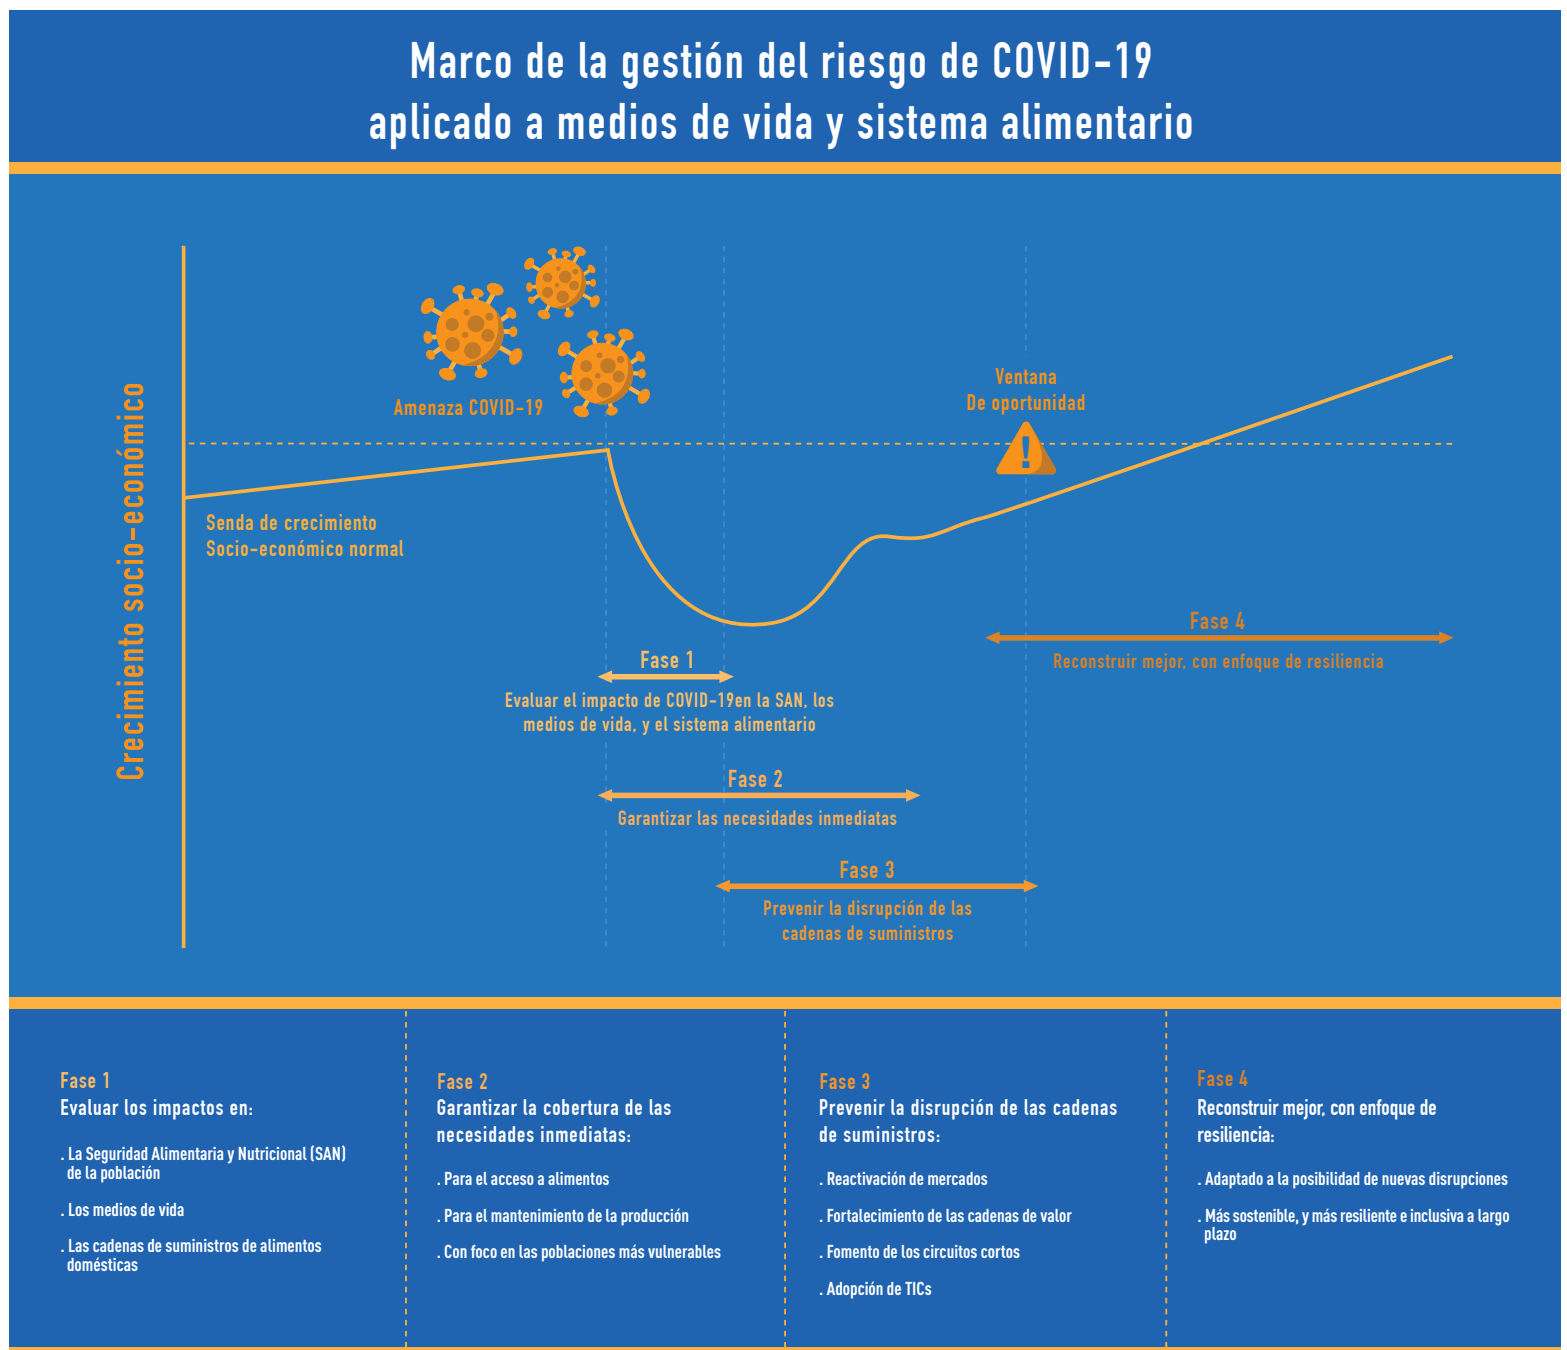 Marco de la gestión del riesgo de COVID-19
aplicado a medios de vida y sistema alimentario
Crecimiento socio-económico
Amenaza COVID-19
Ventana
De oportunidad
Senda de crecimiento
Socio-económico normal
Fase 4
Reconstruir mejor, con enfoque de resiliencia
Fase 1
Evaluar el impacto de COVID-19en la SAN, los
medios de vida, y el sistema alimentario
Fase 2
Garantizar las necesidades inmediatas
Fase 3
Prevenir la disrupción de las
cadenas de suministros
Fase 1
Evaluar los impactos en:
. La Seguridad Alimentaria y Nutricional (SAN)
de la población
. Los medios de vida
. Las cadenas de suministros de alimentos
domésticas
Fase 2
Garantizar la cobertura de las
necesidades inmediatas:
. Para el acceso a alimentos
. Para el mantenimiento de la producción
. Con foco en las poblaciones más vulnerables
Fase 3
Prevenir la disrupción de las cadenas
de suministros:
. Reactivación de mercados
. Fortalecimiento de las cadenas de valor
. Fomento de los circuitos cortos
. Adopción de TICs
Fase 4
Reconstruir mejor, con enfoque de
resiliencia:
. Adaptado a la posibilidad de nuevas disrupciones
. Más sostenible, y más resiliente e inclusiva a largo
plazo